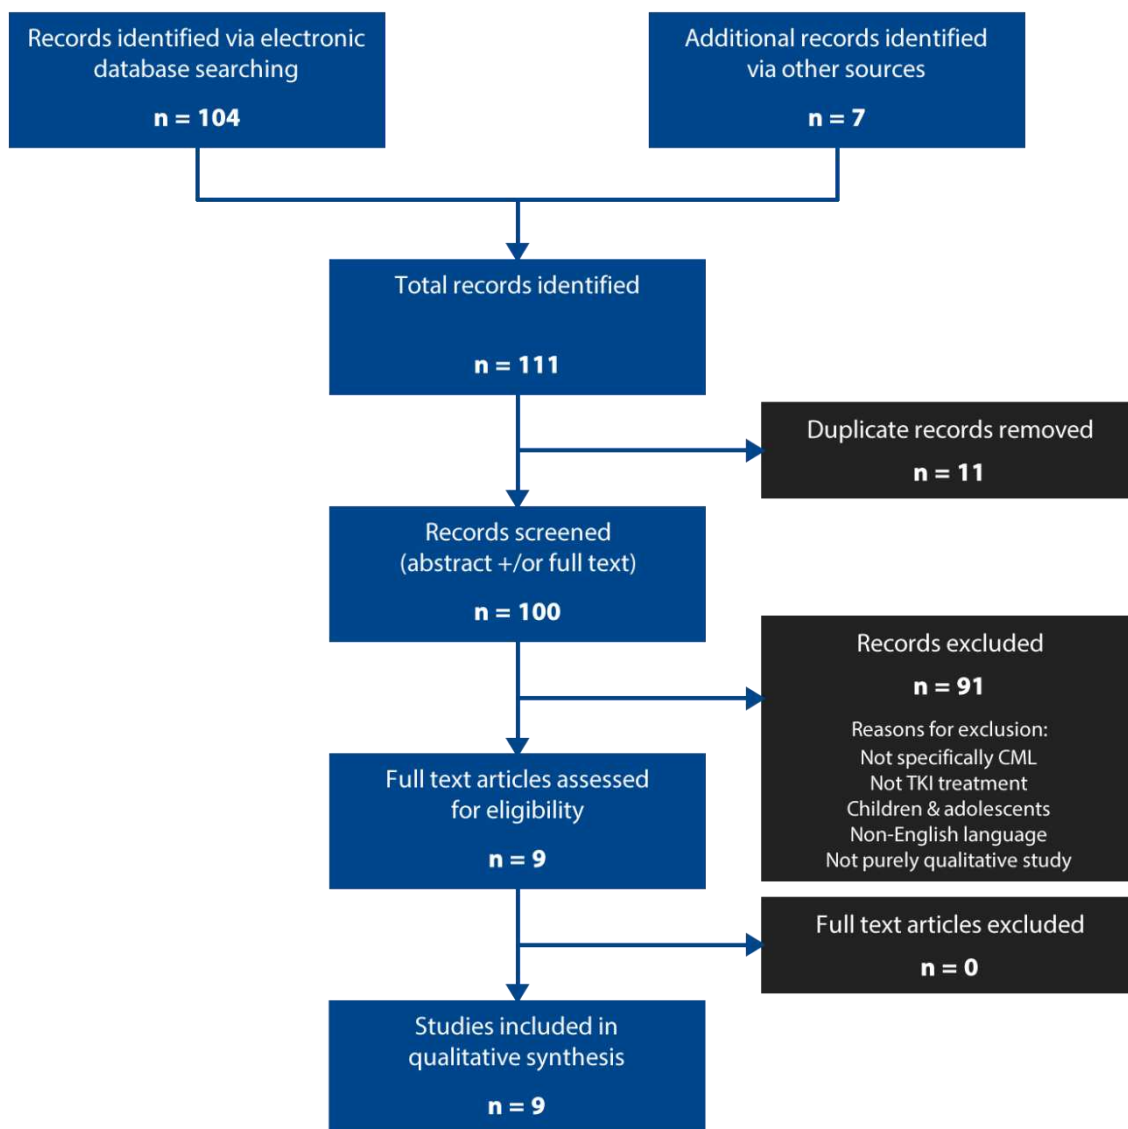 Records identified via electronic
database searching
n = 104
Additional records identified
via other sources
n = 7
Total records identified
n = 111
Duplicate records removed
n = 11
Records screened
(abstract +/or full text)
n = 100
Records excluded
n = 91
Reasons for exclusion:
Not specifically CML
Not TKI treatment
Children & adolescents
Non-English language
Not purely qualitative study
Full text articles assessed
for eligibility
n = 9
Full text articles excluded
n = 0
Studies included in
qualitative synthesis
n = 9